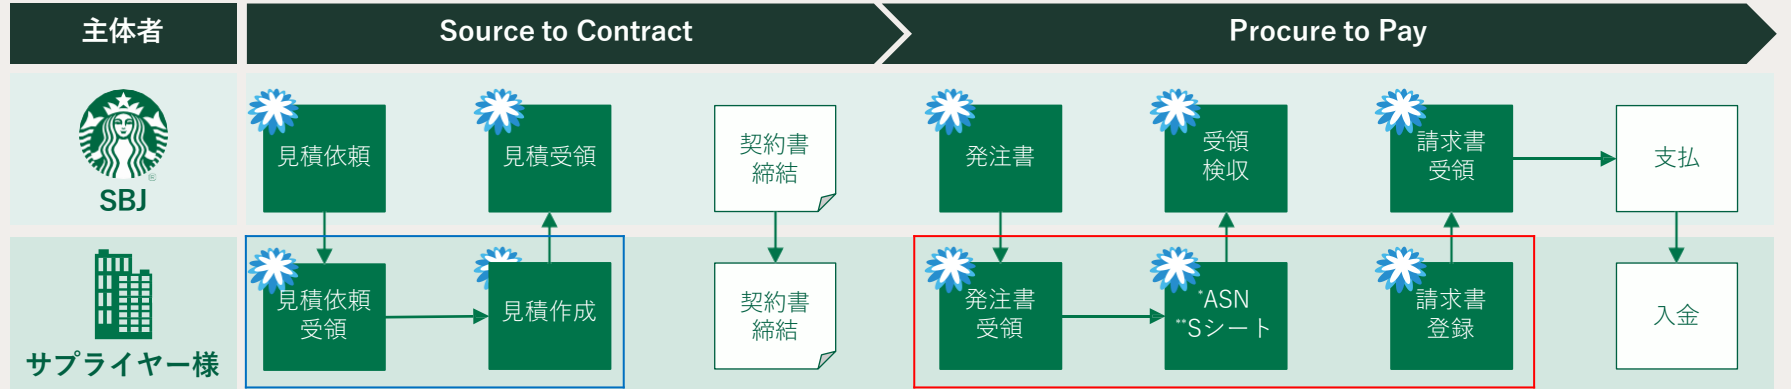 主体者
Source to Contract
Procure to Pay
SBJ
見積依頼
見積受領
契約書
締結
発注書
受領
検収
請求書
受領
支払
サプライヤー様
見積依頼
受領
見積作成
契約書
締結
発注書
受領
*ASN
**Sシート
請求書
登録
入金